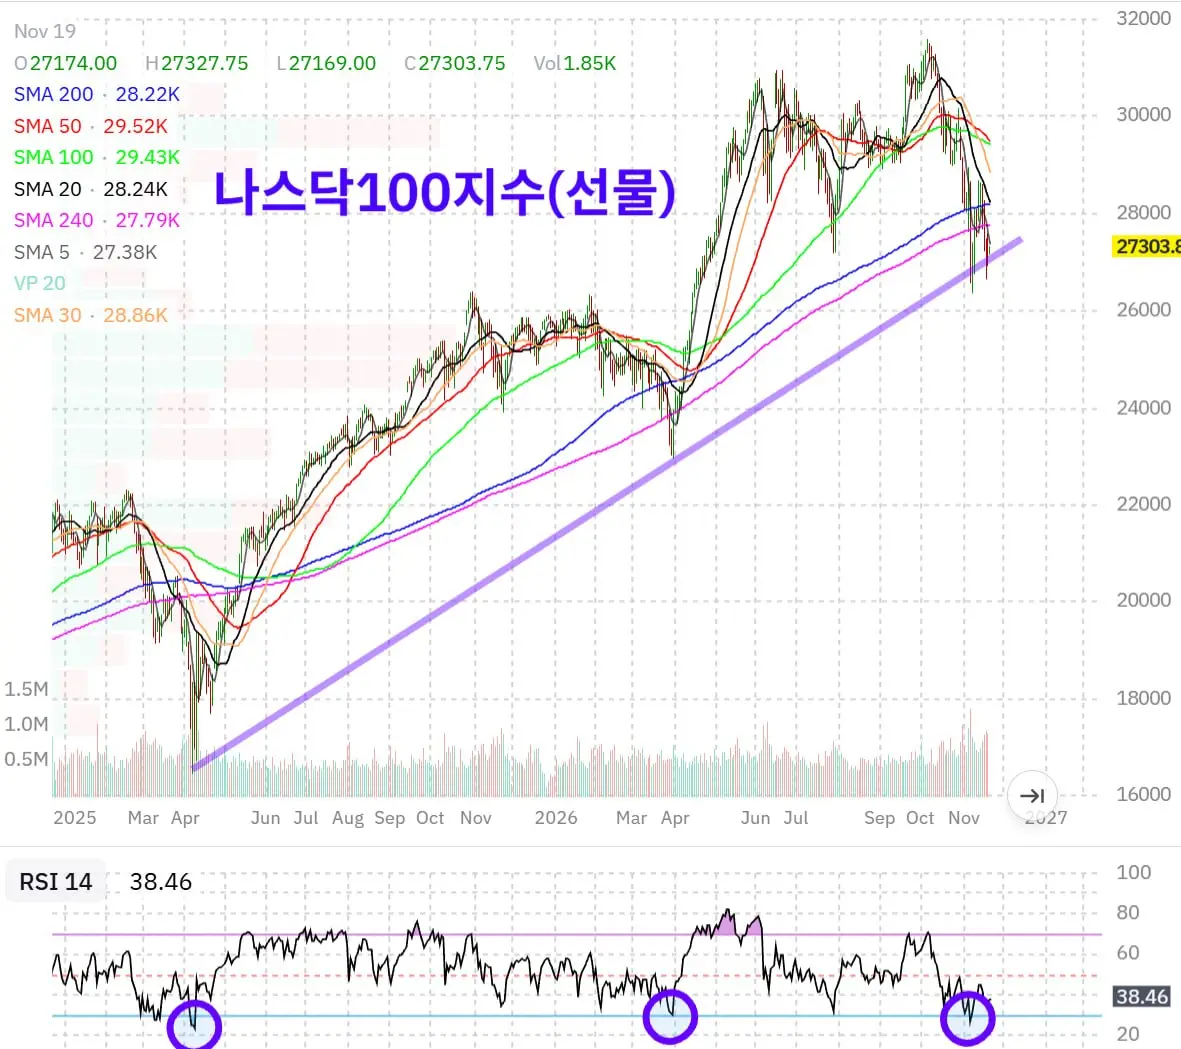 Nov 19
O27174.00 H27327.75 L27169.00 C27303.75 Vol1.85K
SMA 200 · 28.22K
SMA 50 · 29.52K
SMA 100 · 29.43K
SMA 20 · 28.24K
SMA 240 · 27.79K
SMA 5 · 27.38K
VP 20
SMA 30 · 28.86K
나스닥100지수(선물)
32000
30000
28000
27303.8
26000
24000
22000
20000
18000
16000
1.5M
1.0M
0.5M
2025 Mar Apr Jun Jul Aug Sep Oct Nov 2026 Mar Apr Jun Jul Sep Oct Nov 2027
RSI 14 38.46
100
80
60
38.46
20